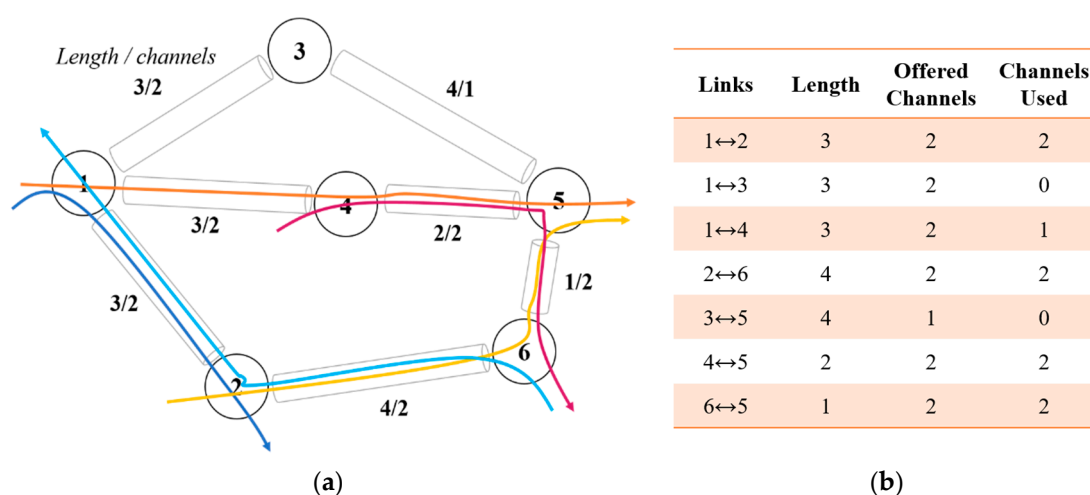 3
Length / channels
3/2
4/1
1
4
5
3/2
2/2
1/2
3/2
6
2
4/2
(a)
Links Length Offered Channels Channels Used
1↔2 3 2 2
1↔3 3 2 0
1↔4 3 2 1
2↔6 4 2 2
3↔5 4 1 0
4↔5 2 2 2
6↔5 1 2 2
(b)